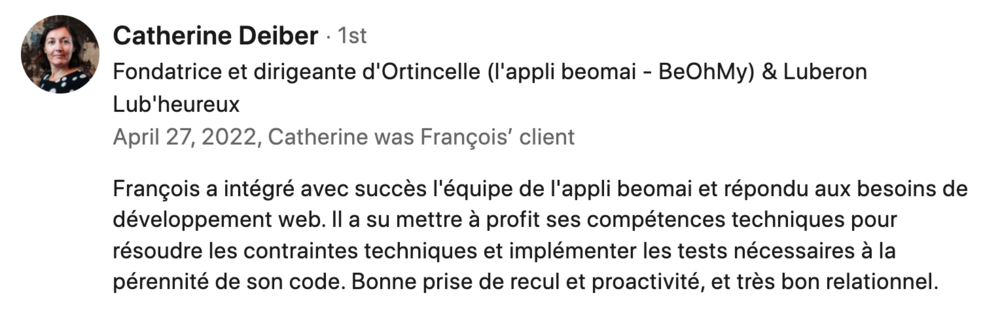 Catherine Deiber · 1st
Fondatrice et dirigeante d'Ortincelle (l'appli beomai - BeOhMy) & Luberon
Lub'heureux
April 27, 2022, Catherine was François’ client
François a intégré avec succès l'équipe de l'appli beomai et répondu aux besoins de
développement web. Il a su mettre à profit ses compétences techniques pour
résoudre les contraintes techniques et implémenter les tests nécessaires à la
pérennité de son code. Bonne prise de recul et proactivité, et très bon relationnel.